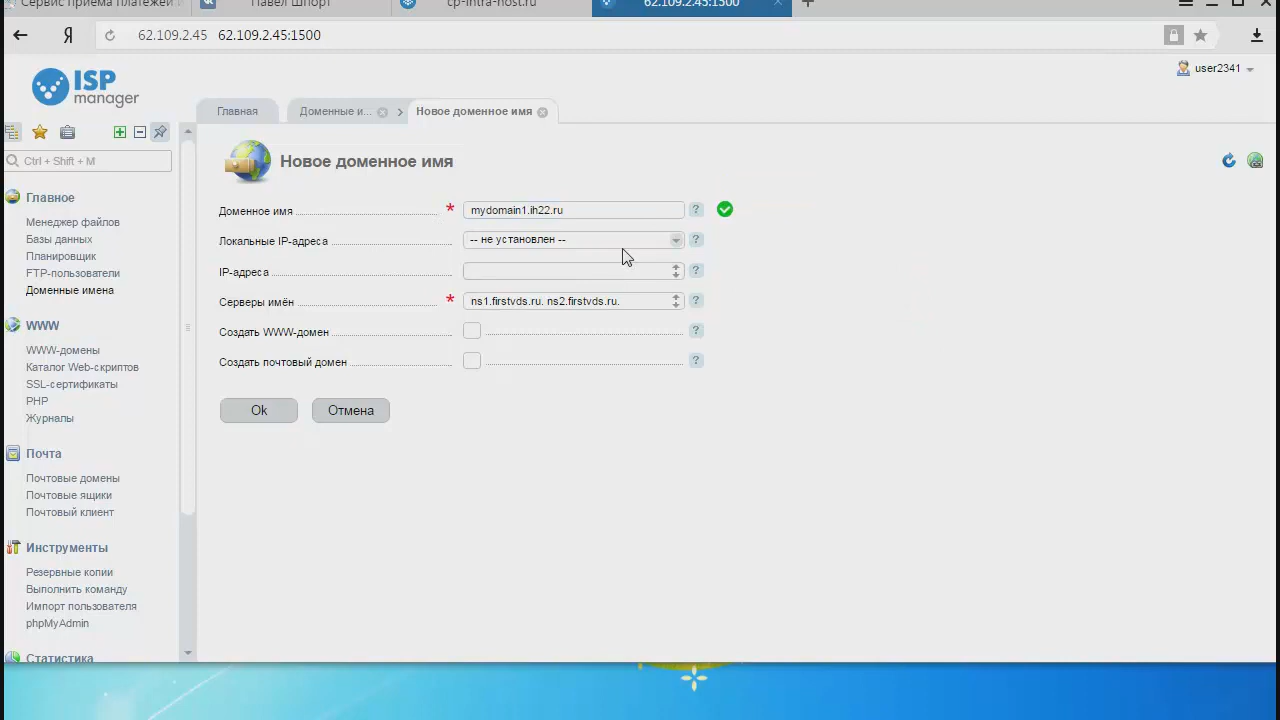 Сервис приема платежей
Павел Шпорт
cp-intra-host.ru
62.109.2.45:1500
Я
62.109.2.45 62.109.2.45:1500
ISP
manager
user2341
Главная
Доменные и...
Новое доменное имя
Ctrl + Shift + M
Главное
Менеджер файлов
Базы данных
Планировщик
FTP-пользователи
Доменные имена
WWW
WWW-домены
Каталог Web-скриптов
SSL-сертификаты
PHP
Журналы
Почта
Почтовые домены
Почтовые ящики
Почтовый клиент
Инструменты
Резервные копии
Выполнить команду
Импорт пользователя
phpMyAdmin
Статистика
Новое доменное имя
Доменное имя * mydomain1.ih22.ru ?
Локальные IP-адреса -- не установлен -- ?
IP-адреса ?
Серверы имён * ns1.firstvds.ru. ns2.firstvds.ru. ?
Создать WWW-домен ?
Создать почтовый домен ?
Ok Отмена